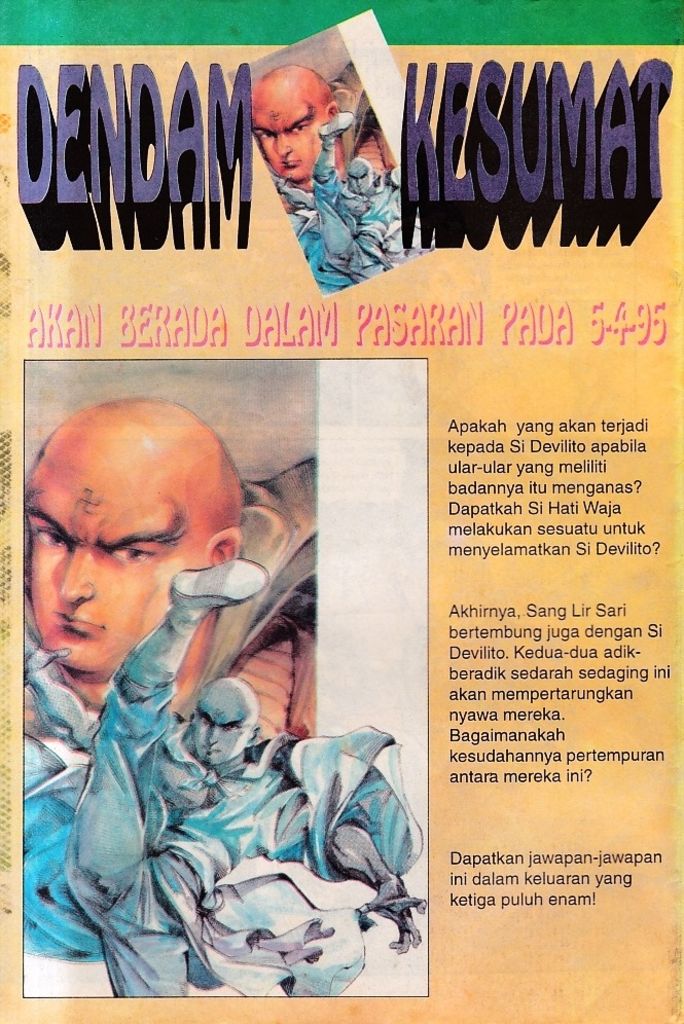 DENDAM KESUMAT
AKAN BERADA DALAM PASARAN PADA 5-4-95
Apakah yang akan terjadi
kepada Si Devilito apabila
ular-ular yang meliliti
badannya itu menganas?
Dapatkah Si Hati Waja
melakukan sesuatu untuk
menyelamatkan Si Devilito?
Akhirnya, Sang Lir Sari
bertembung juga dengan Si
Devilito. Kedua-dua adik-
beradik sedarah sedaging ini
akan mempertarungkan
nyawa mereka.
Bagaimanakah
kesudahannya pertempuran
antara mereka ini?
Dapatkan jawapan-jawapan
ini dalam keluaran yang
ketiga puluh enam!